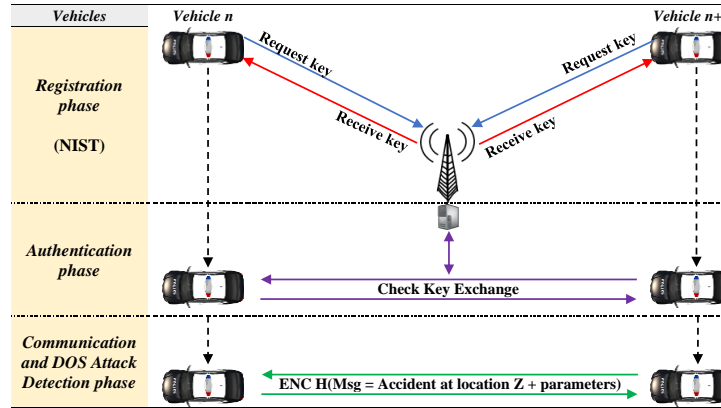 Vehicles
Vehicle n
Vehicle n+
Registration
phase
(NIST)
Request key
Receive key
Request key
Receive key
Authentication
phase
Check Key Exchange
Communication
and DOS Attack
Detection phase
ENC H(Msg = Accident at location Z + parameters)